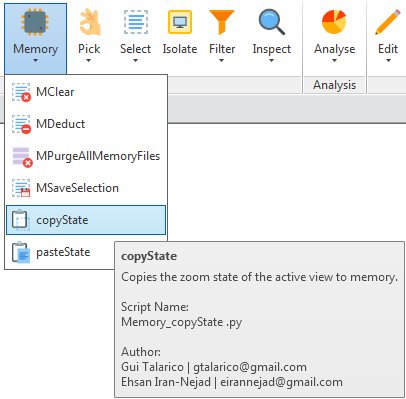 Memory Pick Select Isolate Filter Inspect Analyse Edit
Analysis
MClear
MDeduct
MPurgeAllMemoryFiles
MSaveSelection
copyState
pasteState
copyState
Copies the zoom state of the active view to memory.
Script Name:
Memory_copyState .py
Author:
Gui Talarico | gtalarico@gmail.com
Ehsan Iran-Nejad | eirannejad@gmail.com